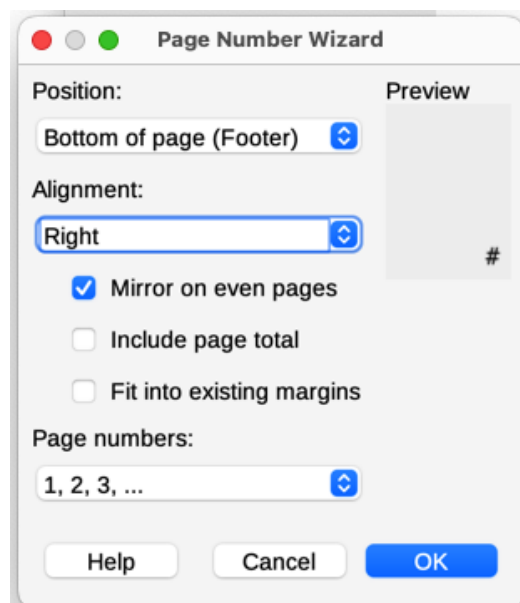 Page Number Wizard
Position:
Preview
Bottom of page (Footer)
Alignment:
Right
#
Mirror on even pages
Include page total
Fit into existing margins
Page numbers:
1, 2, 3, ...
Help
Cancel
OK